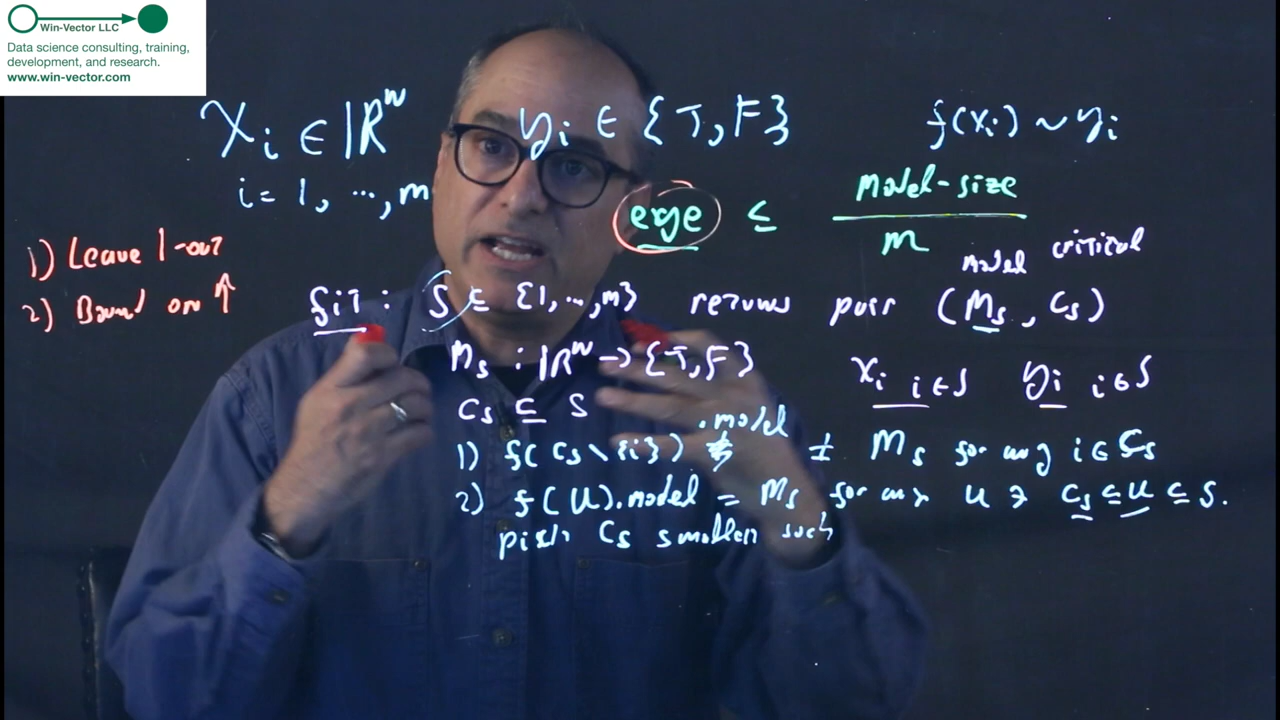 Win-Vector LLC
Data science consulting, training,
development, and research.
www.win-vector.com
Xi ∈ ℝⁿ yi ∈ {T, F} f(xi) ~ yi
i = 1, ..., m
≤ model-size / m
1) Leave 1-out
2) Bound on ↑
model critical
fit : S ⊆ {1, ..., m} returns pair (Ms, Cs)
Ms : ℝⁿ → {T, F} xi i∈S yi i∈S
Cs ⊆ S
1) f(Cs \ {i}) .model ≠ Ms for any i ∈ Cs
2) f(U).model = Ms for any U ∋ Cs ⊆ U ⊆ S.
pick Cs smallest such